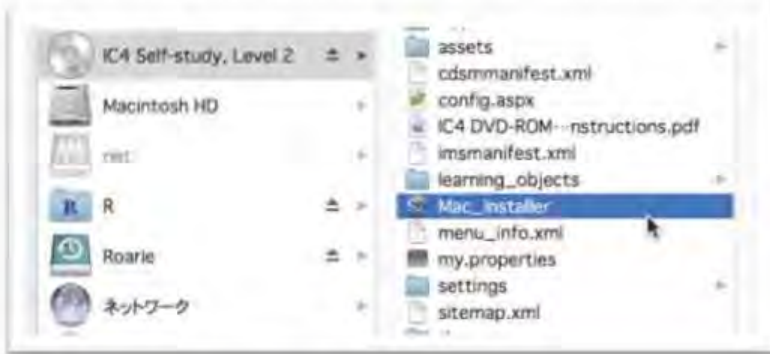 IC4 Self-study, Level 2
Macintosh HD
net
R
Roarie
ネットワーク
assets
cdsmmanifest.xml
config.aspx
IC4 DVD-ROM…nstructions.pdf
imsmanifest.xml
learning_objects
Mac_Installer
menu_info.xml
my.properties
settings
sitemap.xml